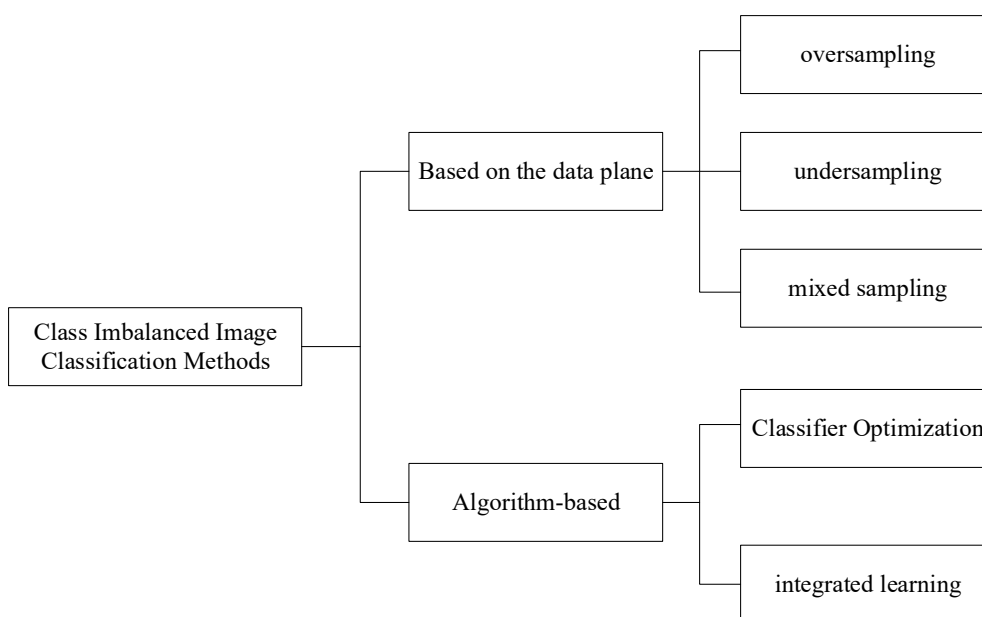 oversampling
Based on the data plane
undersampling
mixed sampling
Class Imbalanced Image
Classification Methods
Classifier Optimization
Algorithm-based
integrated learning